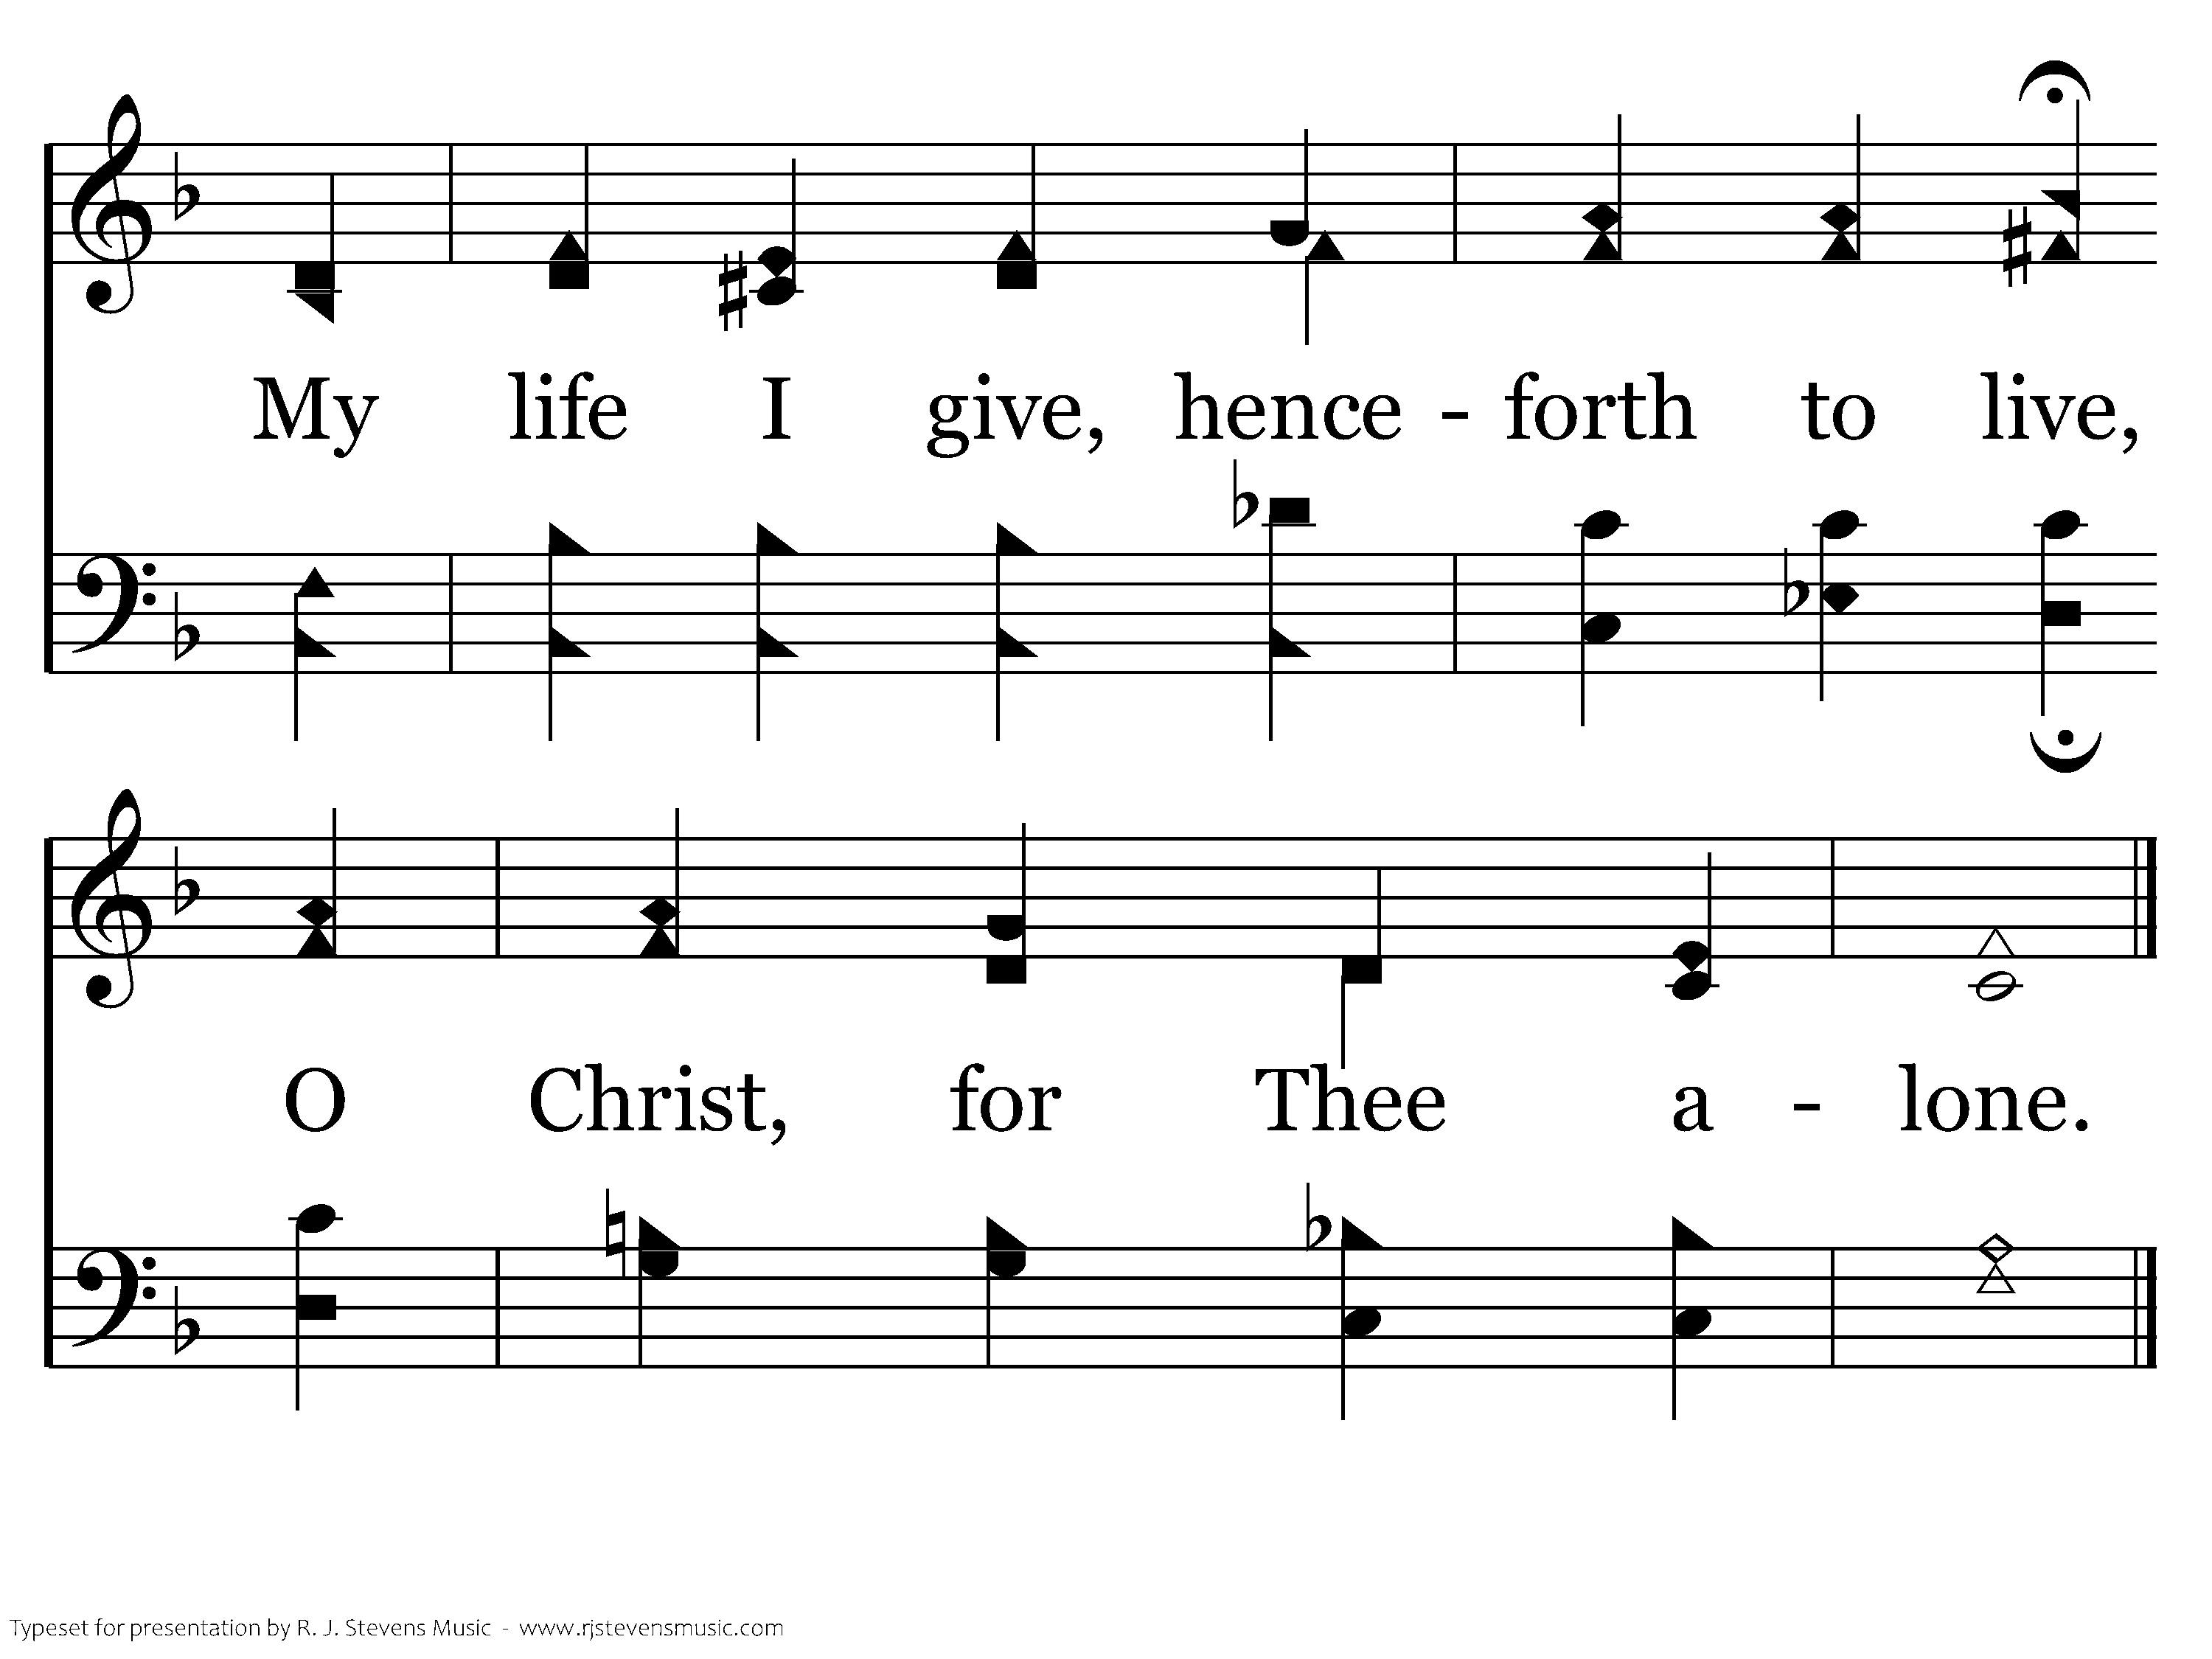 My life I give, hence - forth to live,
O Christ, for Thee a - lone.
Typeset for presentation by R. J. Stevens Music - www.rjstevensmusic.com